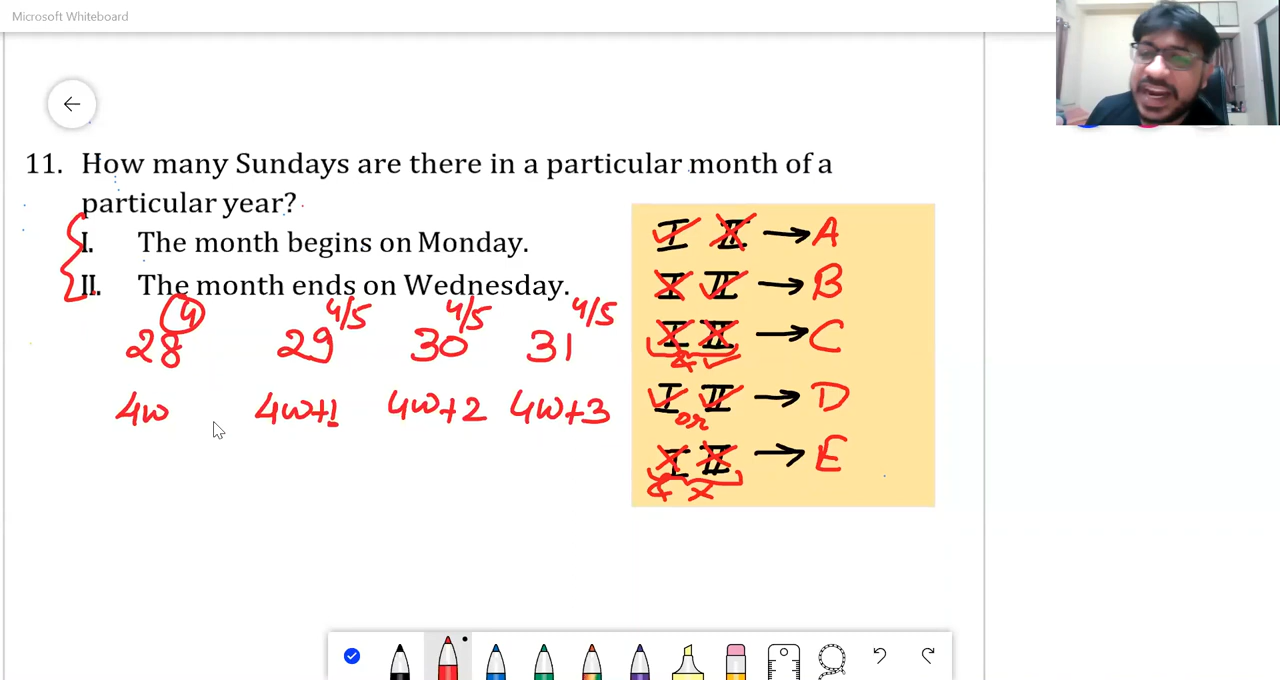 Microsoft Whiteboard
11. How many Sundays are there in a particular month of a
particular year?
I. The month begins on Monday.
II. The month ends on Wednesday.
4 4/5 4/5 4/5
28 29 30 31
4w 4w+1 4w+2 4w+3
I II → A
I II → B
I II → C
&
I II → D
or
I II → E
& x